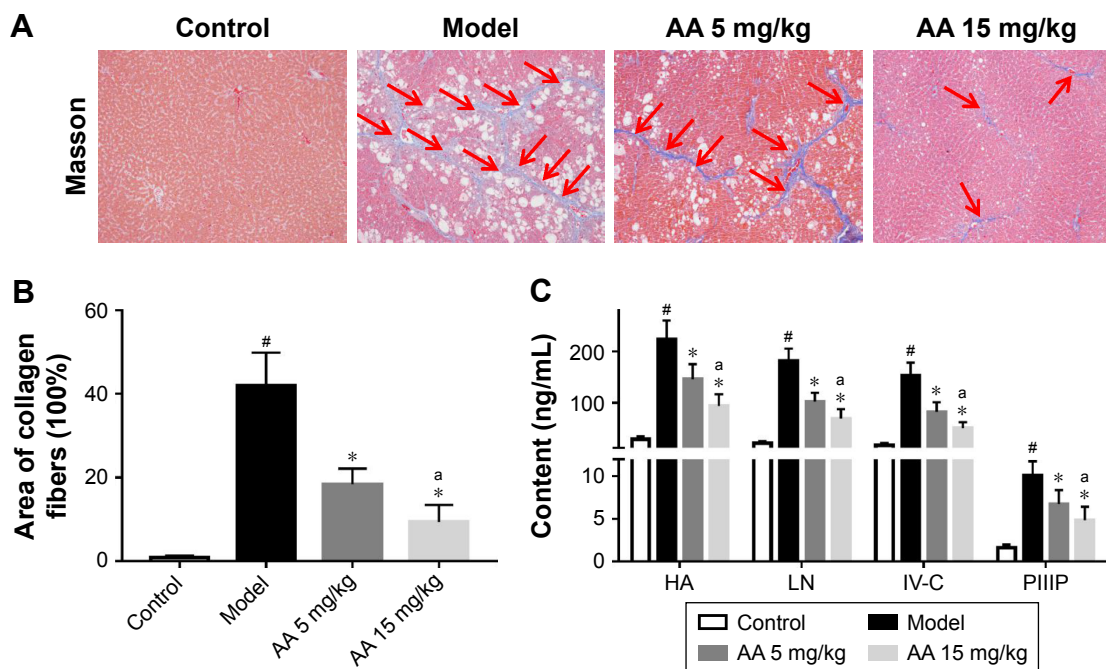 A
Control
Model
AA 5 mg/kg
AA 15 mg/kg
Masson
B
Area of collagen
fibers (100%)
60
40
20
0
#
*
a
*
Control
Model
AA 5 mg/kg
AA 15 mg/kg
C
Content (ng/mL)
200
100
10
5
0
#
*
a
*
#
*
a
*
#
*
a
*
#
*
a
*
HA
LN
IV-C
PIIIP
Control
Model
AA 5 mg/kg
AA 15 mg/kg